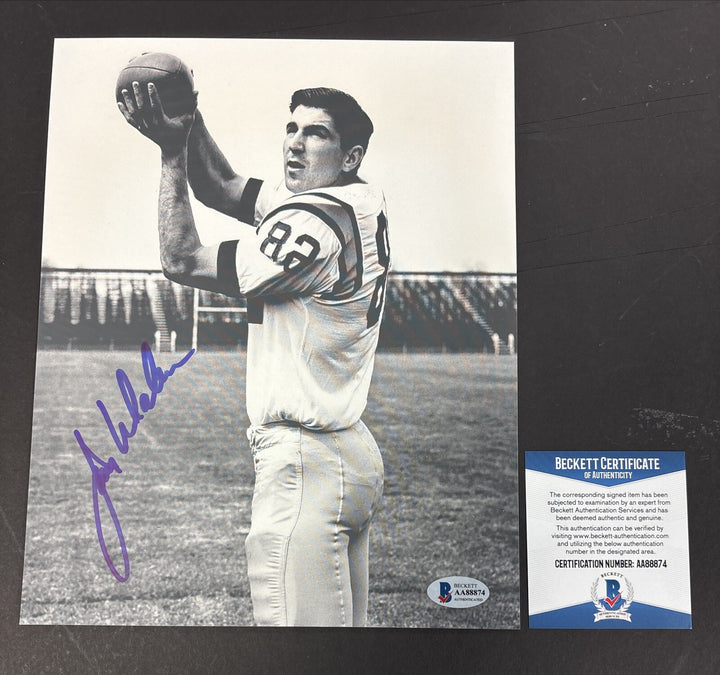 82
BECKETT
AA88874
AUTHENTICATED
BECKETT CERTIFICATE
OF AUTHENTICITY
The corresponding signed item has been
subjected to examination by an expert from
Beckett Authentication Services and has
been deemed authentic and genuine.
This authentication can be verified by
visiting www.beckett-authentication.com
and utilizing the below authentication
number in the designated area.
CERTIFICATION NUMBER: AA88874
BECKETT